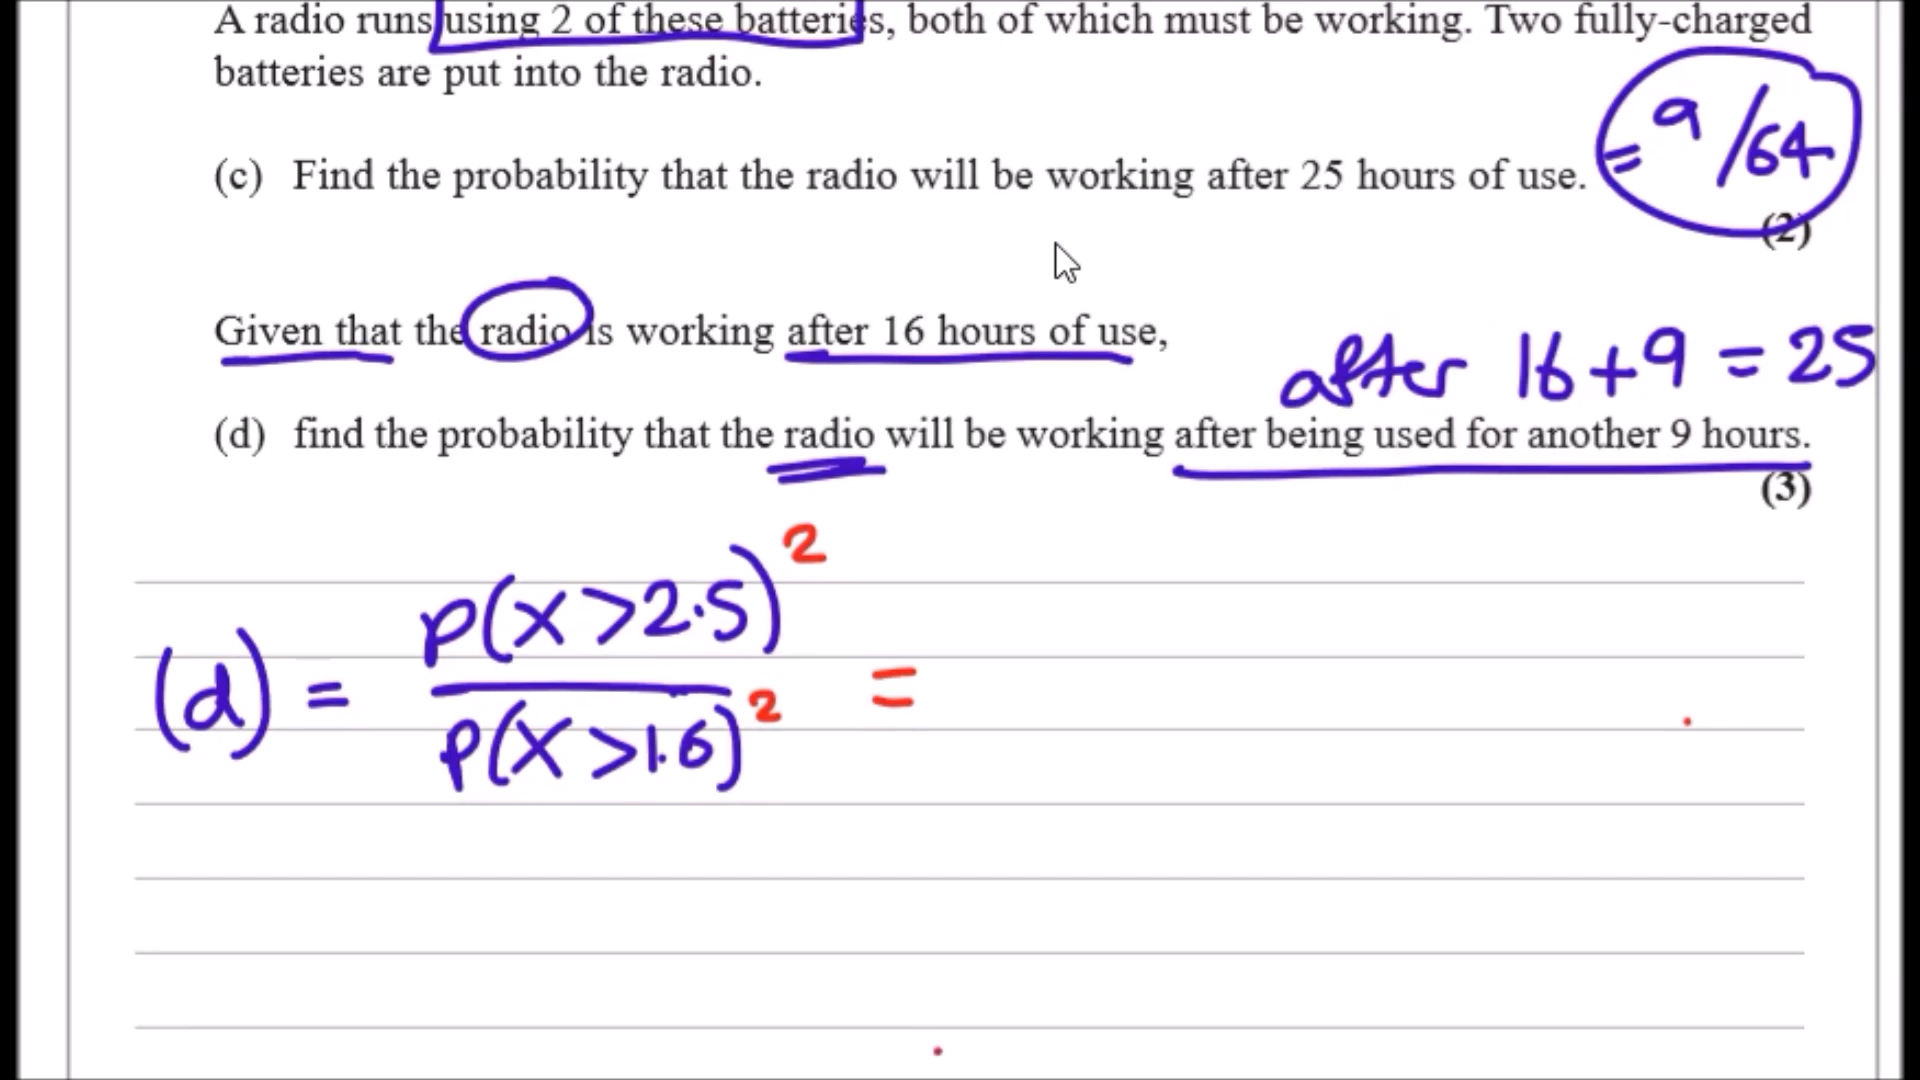 A radio runs using 2 of these batteries, both of which must be working. Two fully-charged
batteries are put into the radio.
= 9/64
(c) Find the probability that the radio will be working after 25 hours of use.
(2)
Given that the radio is working after 16 hours of use,
after 16+9 = 25
(d) find the probability that the radio will be working after being used for another 9 hours.
(3)
(d) = P(X>2.5)² =
P(X>1.6)²